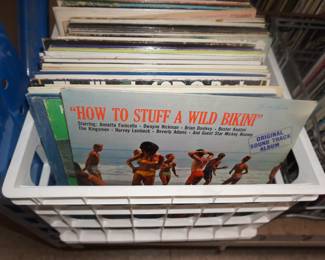 "HOW TO STUFF A WILD BIKINI"
Starring: Annette Funicello - Dwayne Hickman - Brian Donlevy - Buster Keaton
The Kingsmen - Harvey Lembeck - Beverly Adams - And Guest Star Mickey Rooney
ORIGINAL
SOUND TRACK
ALBUM